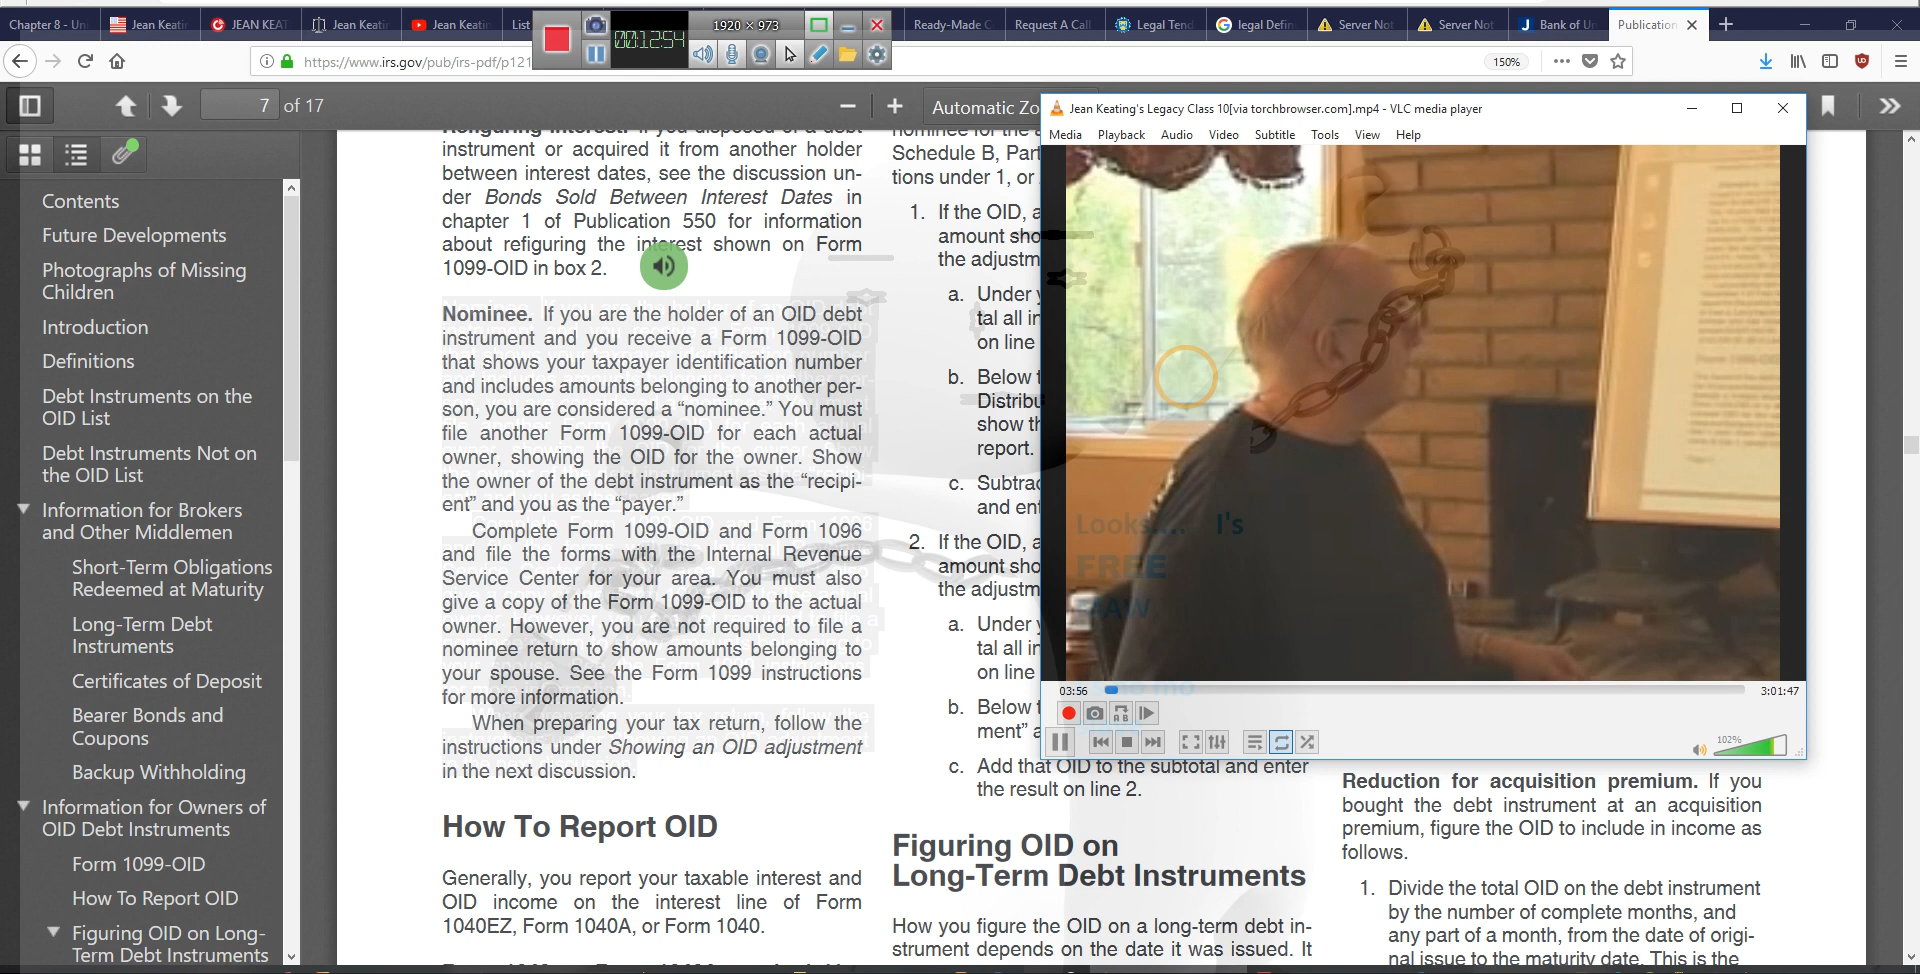 Chapter 8 - Un
Jean Keatin
JEAN KEAT
Jean Keatin
Jean Keatin
List
1920 × 973
00:12:54
Ready-Made C
Request A Call
Legal Tend
legal Defin
Server Not
Server Not
Bank of Un
Publication
https://www.irs.gov/pub/irs-pdf/p121
150%
7 of 17
Automatic Zo
Contents
Future Developments
Photographs of Missing
Children
Introduction
Definitions
Debt Instruments on the
OID List
Debt Instruments Not on
the OID List
Information for Brokers
and Other Middlemen
Short-Term Obligations
Redeemed at Maturity
Long-Term Debt
Instruments
Certificates of Deposit
Bearer Bonds and
Coupons
Backup Withholding
Information for Owners of
OID Debt Instruments
Form 1099-OID
How To Report OID
Figuring OID on Long-
Term Debt Instruments
Refiguring interest. If you disposed of a debt
instrument or acquired it from another holder
between interest dates, see the discussion un-
der Bonds Sold Between Interest Dates in
chapter 1 of Publication 550 for information
about refiguring the interest shown on Form
1099-OID in box 2.
Nominee. If you are the holder of an OID debt
instrument and you receive a Form 1099-OID
that shows your taxpayer identification number
and includes amounts belonging to another per-
son, you are considered a “nominee.” You must
file another Form 1099-OID for each actual
owner, showing the OID for the owner. Show
the owner of the debt instrument as the “recipi-
ent” and you as the “payer.”
Complete Form 1099-OID and Form 1096
and file the forms with the Internal Revenue
Service Center for your area. You must also
give a copy of the Form 1099-OID to the actual
owner. However, you are not required to file a
nominee return to show amounts belonging to
your spouse. See the Form 1099 instructions
for more information.
When preparing your tax return, follow the
instructions under Showing an OID adjustment
in the next discussion.
How To Report OID
Generally, you report your taxable interest and
OID income on the interest line of Form
1040EZ, Form 1040A, or Form 1040.
nominee for the a
Schedule B, Part
tions under 1, or
1. If the OID, a
amount sho
the adjustm
a. Under y
tal all in
on line
b. Below t
Distribu
show th
report.
c. Subtrac
and ent
2. If the OID, a
amount sho
the adjustm
a. Under y
tal all in
on line
b. Below t
ment” a
c. Add that OID to the subtotal and enter
the result on line 2.
Figuring OID on
Long-Term Debt Instruments
How you figure the OID on a long-term debt in-
strument depends on the date it was issued. It
Jean Keating's Legacy Class 10[via torchbrowser.com].mp4 - VLC media player
Media Playback Audio Video Subtitle Tools View Help
Looks.... I's
FREE
03:56
3:01:47
102%
Reduction for acquisition premium. If you
bought the debt instrument at an acquisition
premium, figure the OID to include in income as
follows.
1. Divide the total OID on the debt instrument
by the number of complete months, and
any part of a month, from the date of origi-
nal issue to the maturity date. This is the